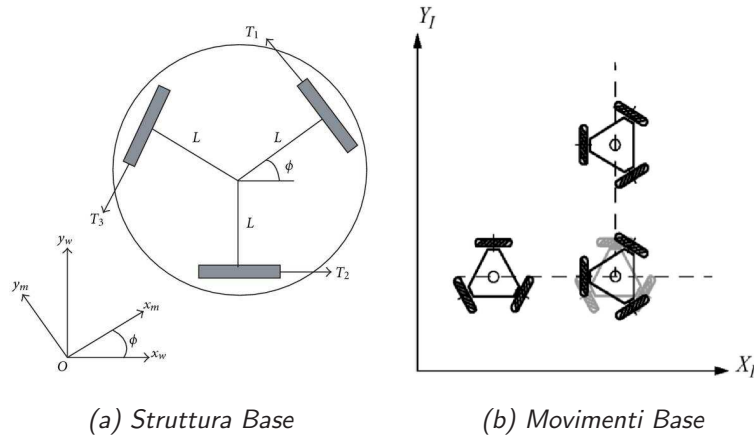 T1
L
L
ϕ
T3
L
yw
T2
ym
xm
ϕ
O
xw
(a) Struttura Base
YI
XI
(b) Movimenti Base